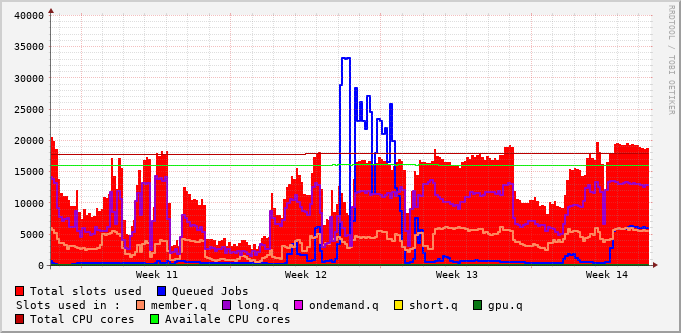 40000
35000
30000
25000
20000
15000
10000
5000
0
Week 11 Week 12 Week 13 Week 14
RRDTOOL / TOBI OETIKER
Total slots used Queued Jobs
Slots used in : member.q long.q ondemand.q short.q gpu.q
Total CPU cores Availale CPU cores